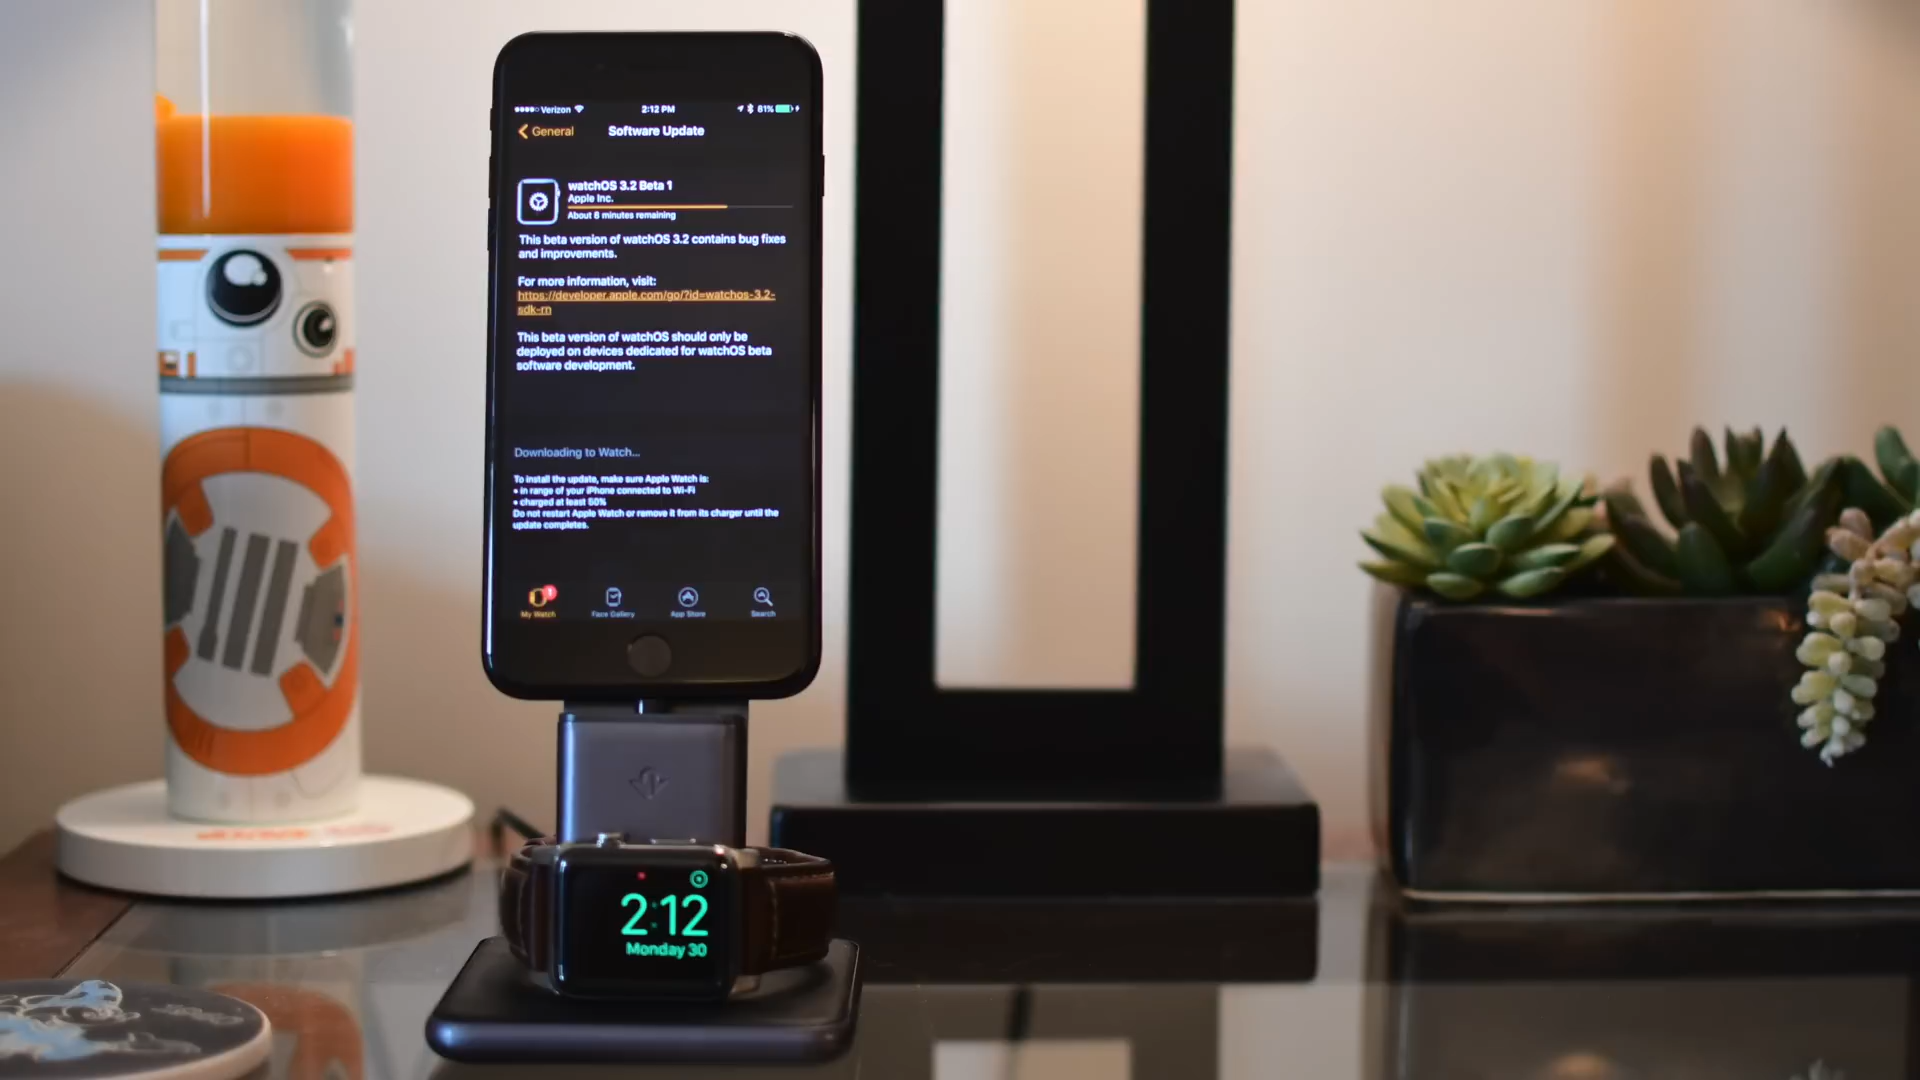 Verizon 2:12 PM 81%
General Software Update
watchOS 3.2 Beta 1
Apple Inc.
About 6 minutes remaining
This beta version of watchOS 3.2 contains bug fixes
and improvements.
For more information, visit:
https://developer.apple.com/go/?id=watchos-3.2-
sdk-rn
This beta version of watchOS should only be
deployed on devices dedicated for watchOS beta
software development.
Downloading to Watch...
To install the update, make sure Apple Watch is:
• in range of your iPhone connected to Wi-Fi
• charged at least 50%
Do not restart Apple Watch or remove it from its charger until the
update completes.
1
My Watch Face Gallery App Store Search
2:12
Monday 30